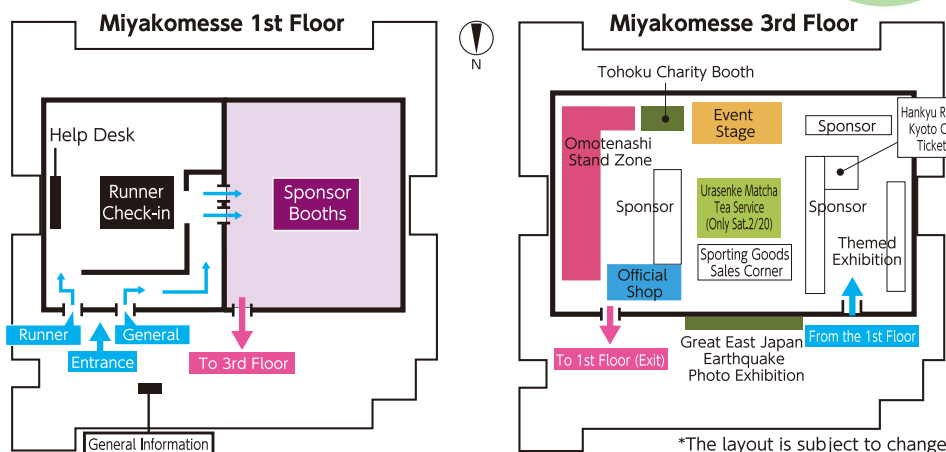 Miyakomesse 1st Floor
N
Help Desk
Runner
Check-in
Sponsor
Booths
Runner
General
Entrance
To 3rd Floor
General Information
Miyakomesse 3rd Floor
Tohoku Charity Booth
Omotenashi
Stand Zone
Event
Stage
Sponsor
Hankyu R
Kyoto C
Ticket
Sponsor
Urasenke Matcha
Tea Service
(Only Sat.2/20)
Sponsor
Themed
Exhibition
Sporting Goods
Sales Corner
Official
Shop
To 1st Floor (Exit)
Great East Japan
Earthquake
Photo Exhibition
From the 1st Floor
*The layout is subject to change